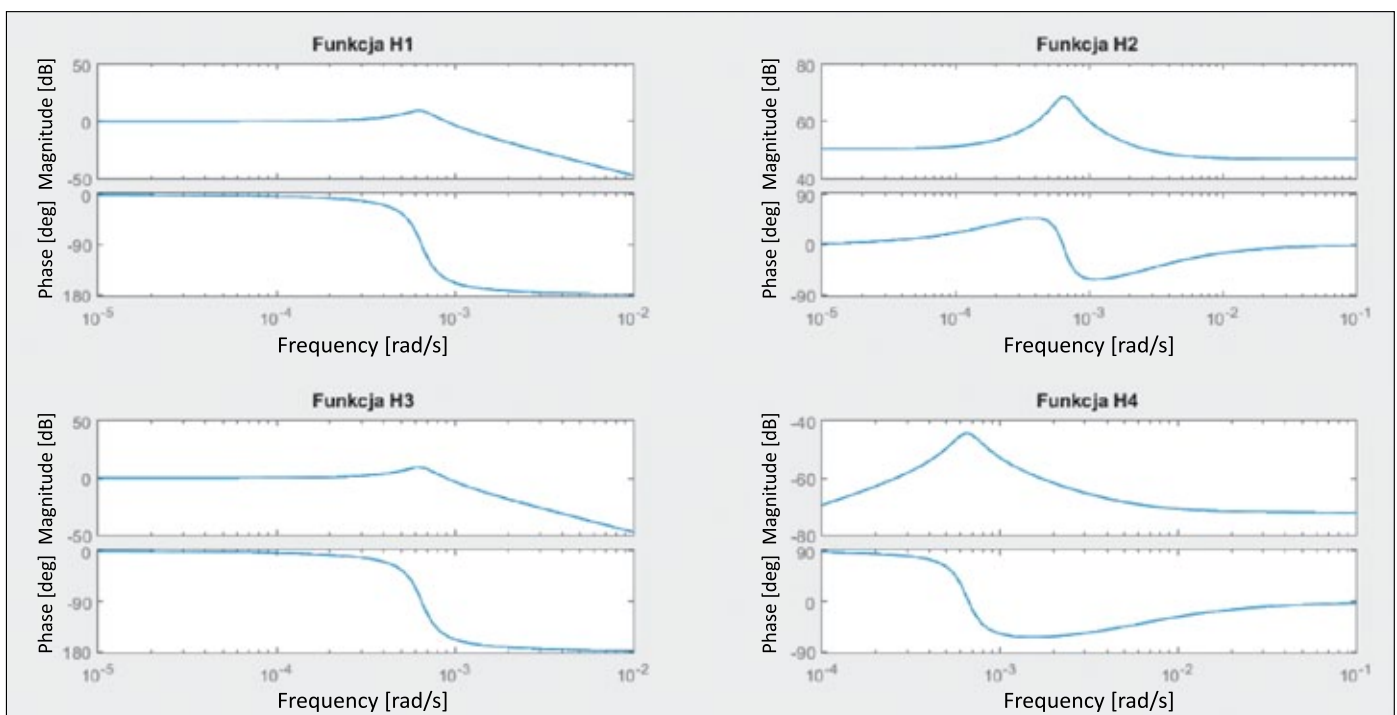 Funkcja H1
Magnitude [dB]
50
0
-50
Phase [deg]
0
-90
180
10-5
10-4
10-3
10-2
Frequency [rad/s]
Funkcja H2
Magnitude [dB]
80
60
40
Phase [deg]
90
0
-90
10-5
10-4
10-3
10-2
10-1
Frequency [rad/s]
Funkcja H3
Magnitude [dB]
50
0
-50
Phase [deg]
0
-90
180
10-5
10-4
10-3
10-2
Frequency [rad/s]
Funkcja H4
Magnitude [dB]
-40
-60
-80
Phase [deg]
90
0
-90
10-4
10-3
10-2
10-1
Frequency [rad/s]